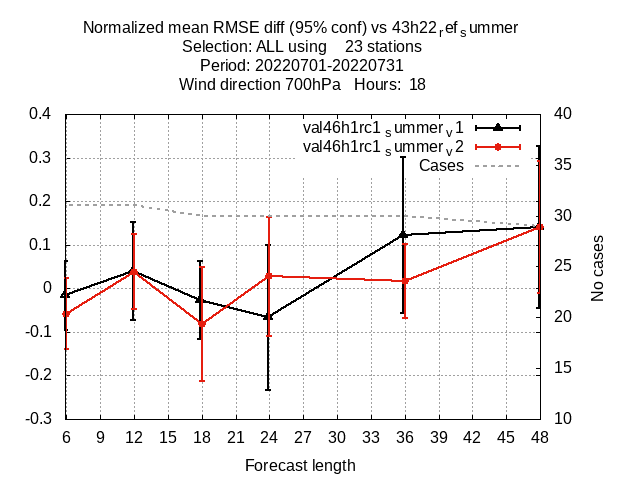 Normalized mean RMSE diff (95% conf) vs 43h22ref summer
Selection: ALL using 23 stations
Period: 20220701-20220731
Wind direction 700hPa Hours: 18
val46h1rc1summerv1
val46h1rc1summerv2
Cases
0.4
0.3
0.2
0.1
0
-0.1
-0.2
-0.3
40
35
30
25
20
15
10
No cases
6 9 12 15 18 21 24 27 30 33 36 39 42 45 48
Forecast length